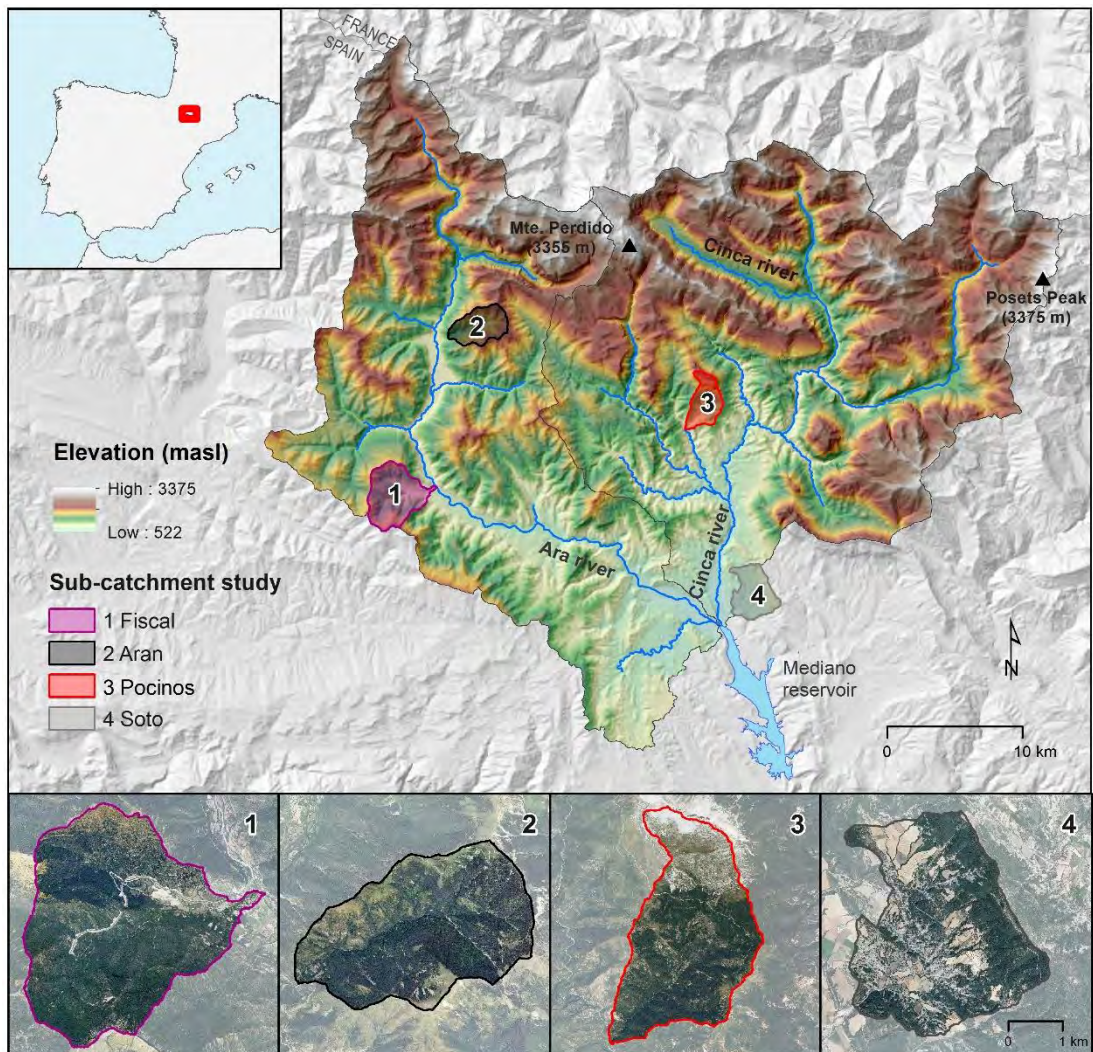 FRANCE
SPAIN
Mte. Perdido
(3355 m)
Cinca river
Posets Peak
(3375 m)
2
3
1
Elevation (masl)
High : 3375
Low : 522
Ara river
Cinca river
4
Sub-catchment study
1 Fiscal
2 Aran
3 Pocinos
4 Soto
Mediano
reservoir
N
0 10 km
1
2
3
4
0 1 km